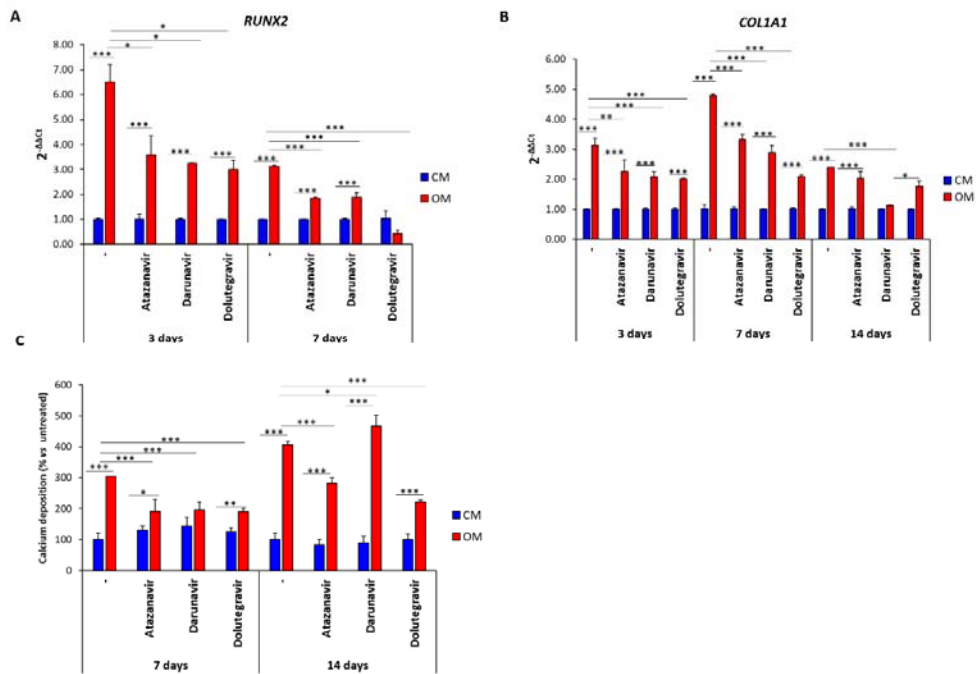 A
RUNX2
*
*
*
***
***
***
***
***
***
***
***
***
***
8.00
7.00
6.00
5.00
4.00
3.00
2.00
1.00
0.00
2-ΔΔCt
CM
OM
-
Atazanavir
Darunavir
Dolutegravir
-
Atazanavir
Darunavir
Dolutegravir
3 days
7 days
B
COL1A1
***
***
***
***
***
***
**
***
***
***
***
***
***
***
***
***
***
*
6.00
5.00
4.00
3.00
2.00
1.00
0.00
2-ΔΔCt
CM
OM
-
Atazanavir
Darunavir
Dolutegravir
-
Atazanavir
Darunavir
Dolutegravir
-
Atazanavir
Darunavir
Dolutegravir
3 days
7 days
14 days
C
***
*
***
***
***
***
***
***
***
***
*
**
***
600
500
400
300
200
100
0
Calcium deposition (% vs untreated)
CM
OM
-
Atazanavir
Darunavir
Dolutegravir
-
Atazanavir
Darunavir
Dolutegravir
7 days
14 days